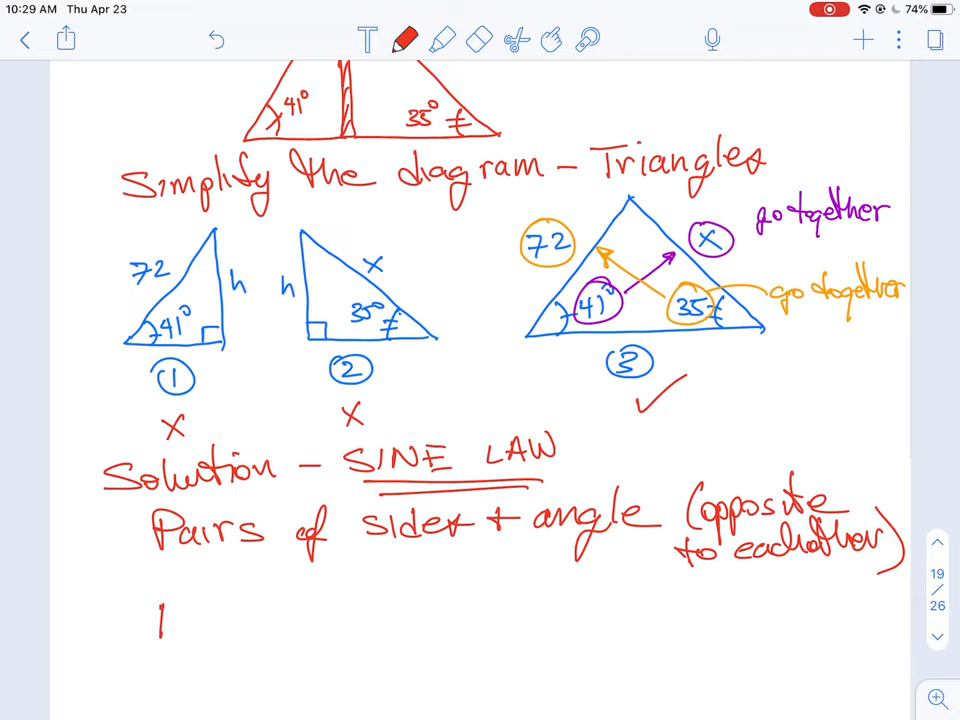 10:29 AM Thu Apr 23
74%
T
41° 35°
Simplify the diagram - Triangles
go together
72 h
h x
72 x
41° 35°
41° 35 go together
1 2 3
x x
Solution - SINE LAW
Pairs of sides + angle (opposite
to eachother)
19
/
26